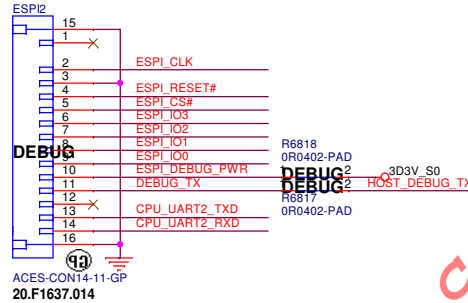 ESPI2
15
1
2 ESPI_CLK
3
4 ESPI_RESET#
5 ESPI_CS#
6 ESPI_IO3
7 ESPI_IO2
8 ESPI_IO1
DEBUG
9 ESPI_IO0
10 ESPI_DEBUG_PWR
11 DEBUG_TX
12
13 CPU_UART2_TXD
14 CPU_UART2_RXD
16
R6818
0R0402-PAD
1 DEBUG 2 3D3V_S0
DEBUG 2 HOST_DEBUG_TX
R6817
0R0402-PAD
ACES-CON14-11-GP
20.F1637.014